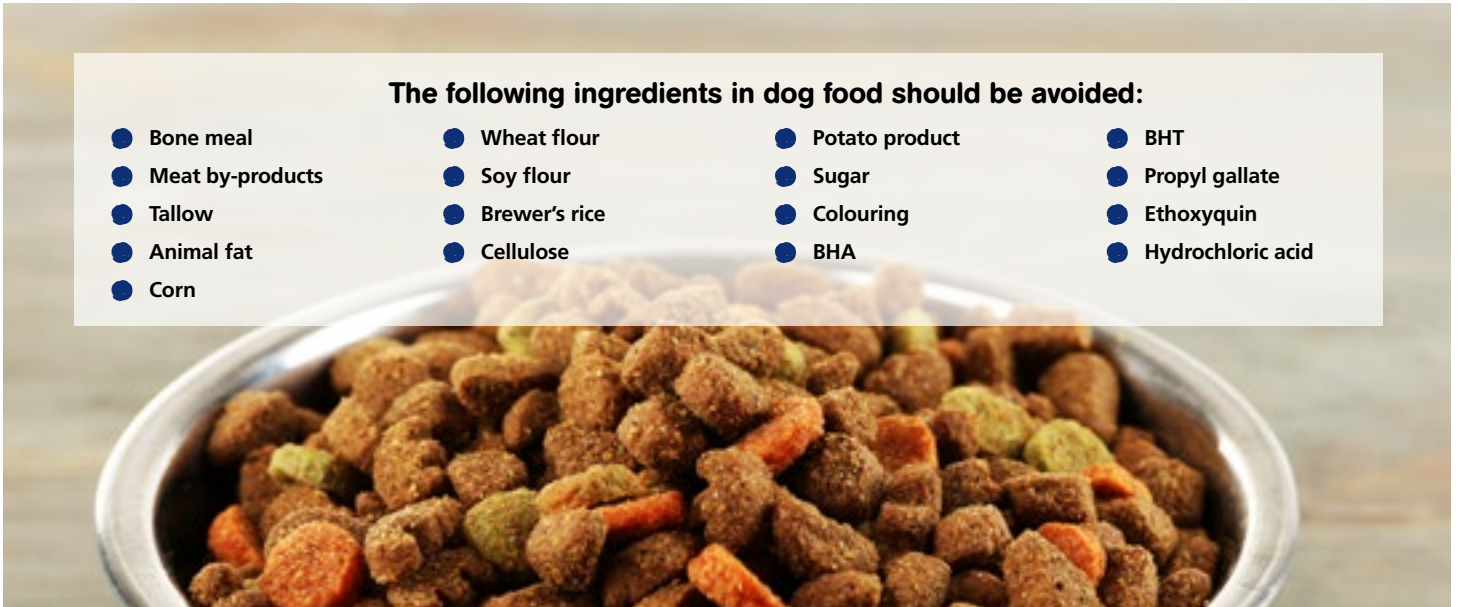 The following ingredients in dog food should be avoided:
Bone meal
Meat by-products
Tallow
Animal fat
Corn
Wheat flour
Soy flour
Brewer’s rice
Cellulose
Potato product
Sugar
Colouring
BHA
BHT
Propyl gallate
Ethoxyquin
Hydrochloric acid